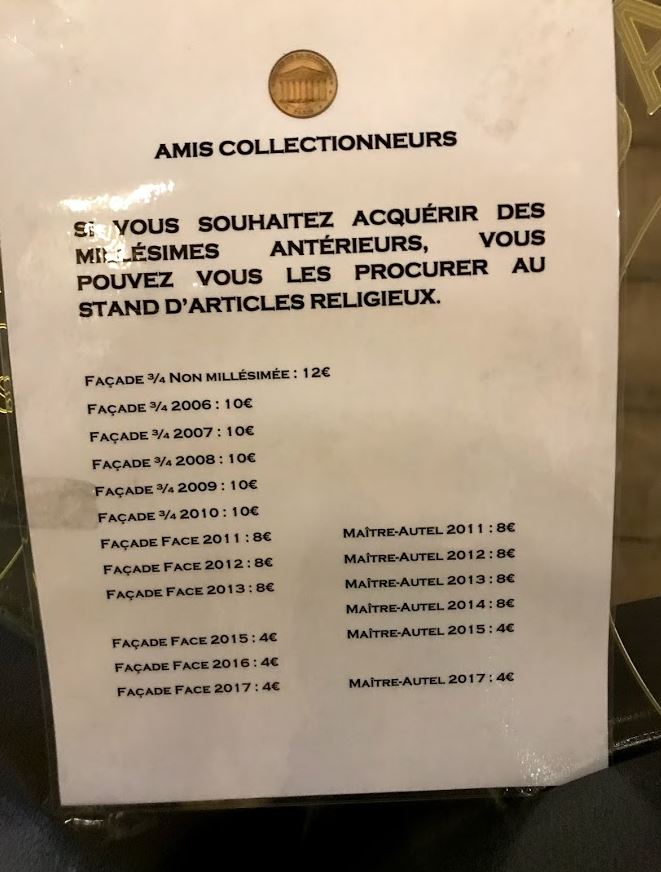 AMIS COLLECTIONNEURS
SI VOUS SOUHAITEZ ACQUÉRIR DES
MILLÉSIMES ANTÉRIEURS, VOUS
POUVEZ VOUS LES PROCURER AU
STAND D'ARTICLES RELIGIEUX.
FAÇADE ¾ NON MILLÉSIMÉE : 12€
FAÇADE ¾ 2006 : 10€
FAÇADE ¾ 2007 : 10€
FAÇADE ¾ 2008 : 10€
FAÇADE ¾ 2009 : 10€
FAÇADE ¾ 2010 : 10€
FAÇADE FACE 2011 : 8€
FAÇADE FACE 2012 : 8€
FAÇADE FACE 2013 : 8€
FAÇADE FACE 2015 : 4€
FAÇADE FACE 2016 : 4€
FAÇADE FACE 2017 : 4€
MAÎTRE-AUTEL 2011 : 8€
MAÎTRE-AUTEL 2012 : 8€
MAÎTRE-AUTEL 2013 : 8€
MAÎTRE-AUTEL 2014 : 8€
MAÎTRE-AUTEL 2015 : 4€
MAÎTRE-AUTEL 2017 : 4€